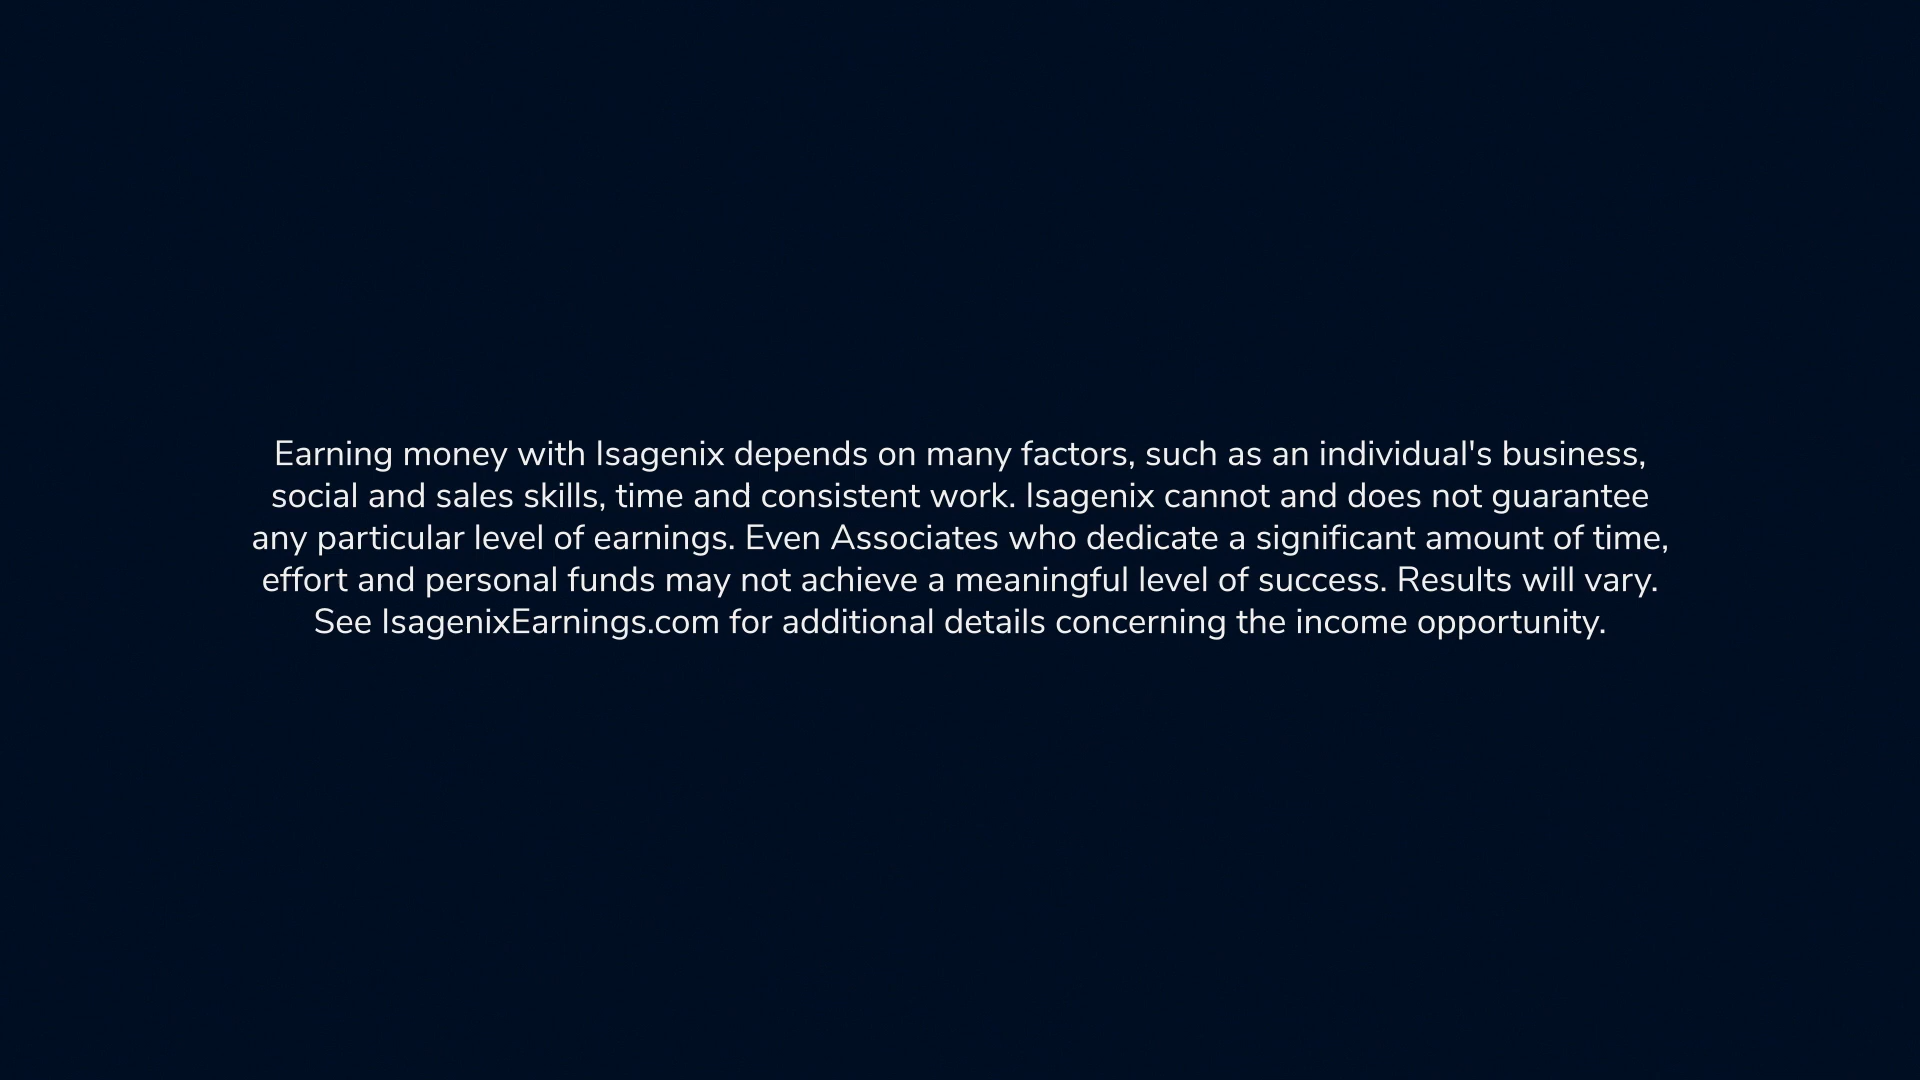 Earning money with Isagenix depends on many factors, such as an individual's business,
social and sales skills, time and consistent work. Isagenix cannot and does not guarantee
any particular level of earnings. Even Associates who dedicate a significant amount of time,
effort and personal funds may not achieve a meaningful level of success. Results will vary.
See IsagenixEarnings.com for additional details concerning the income opportunity.